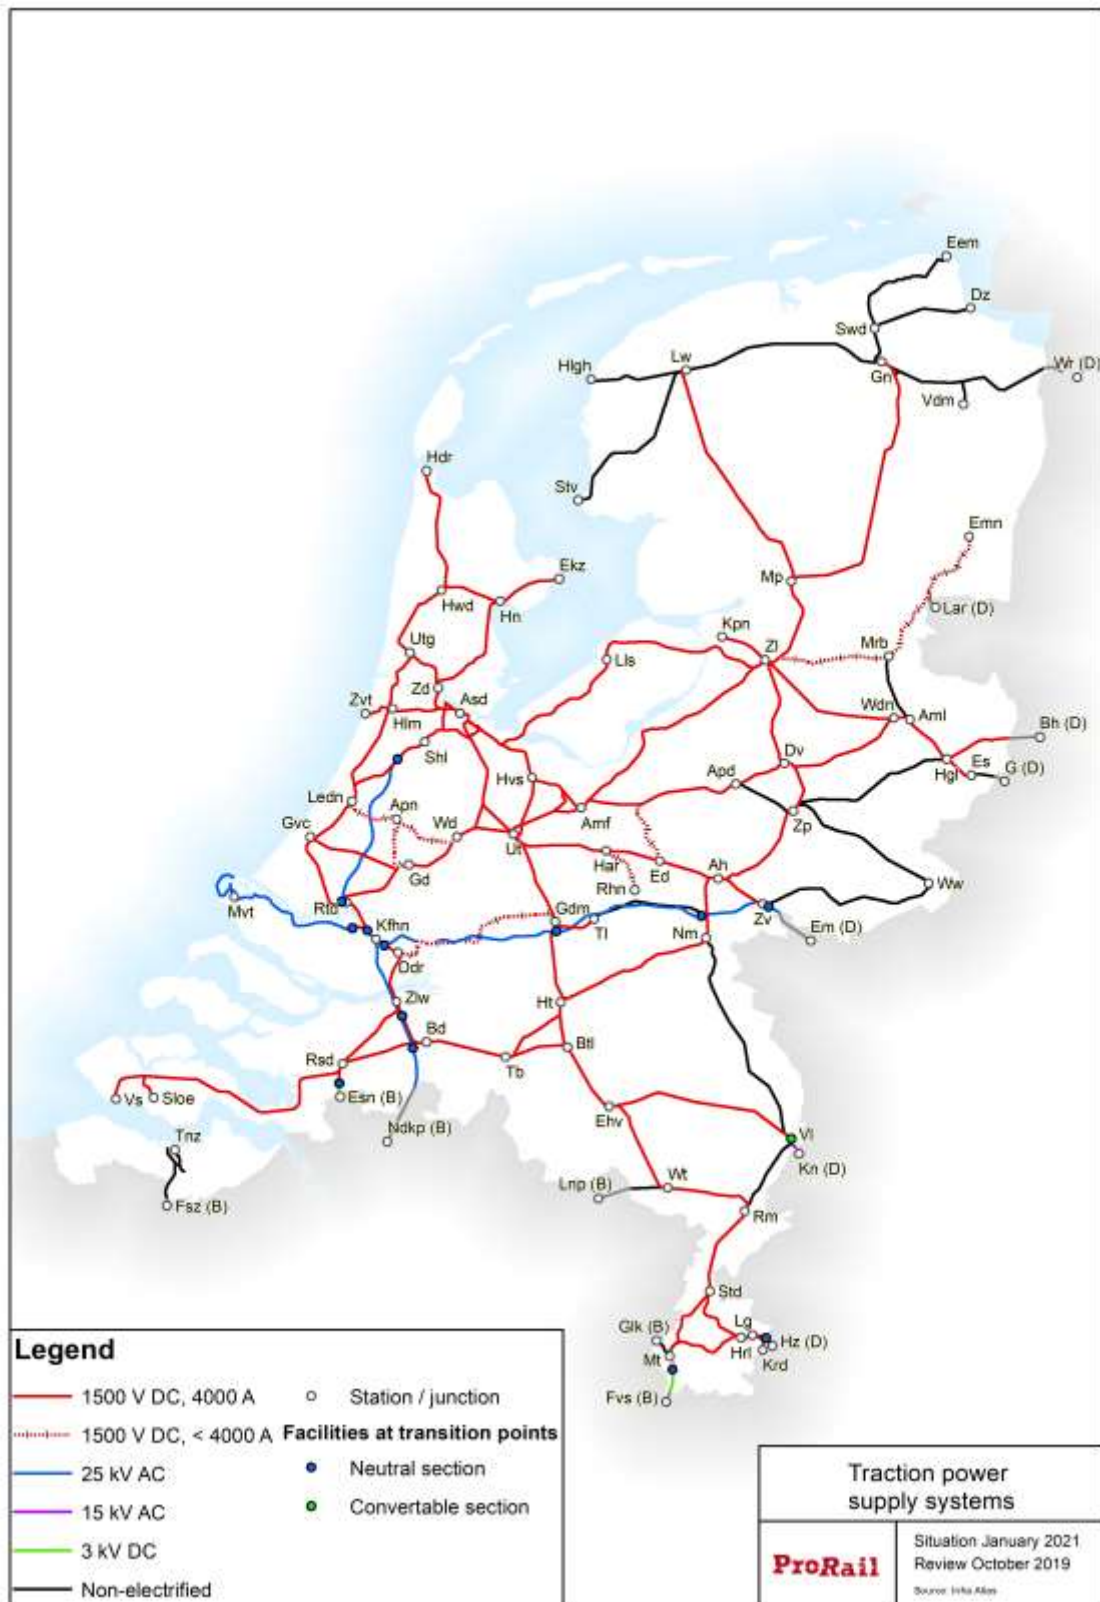 Eem
Dz
Swd
Lw
Hlgh
Gn
Wr (D)
Vdm
Hdr
Stv
Emn
Ekz
Mp
Hwd
Hn
Lar (D)
Kpn
Utg
Lls
Zl
Mrb
Zd
Zvt
Asd
Hlm
Wdn
Aml
Bh (D)
Shl
Dv
Hvs
Hgl
Es
G (D)
Apd
Ledn
Apn
Amf
Zp
Gvc
Wd
Ut
Har
Ed
Ah
Gd
Rhn
Ww
Mvt
Rtd
Kfhn
Gdm
Tl
Zv
Em (D)
Nm
Ddr
Zlw
Ht
Bd
Btl
Rsd
Tb
Vs
Sloe
Esn (B)
Ehv
Ndkp (B)
Vl
Tnz
Kn (D)
Lnp (B)
Wt
Fsz (B)
Rm
Std
Glk (B)
Lg
Hz (D)
Mt
Hrl
Krd
Fvs (B)
Legend
1500 V DC, 4000 A
Station / junction
1500 V DC, < 4000 A
Facilities at transition points
25 kV AC
Neutral section
15 kV AC
Convertable section
3 kV DC
Non-electrified
Traction power
supply systems
ProRail
Situation January 2021
Review October 2019
Source: Infra Atlas